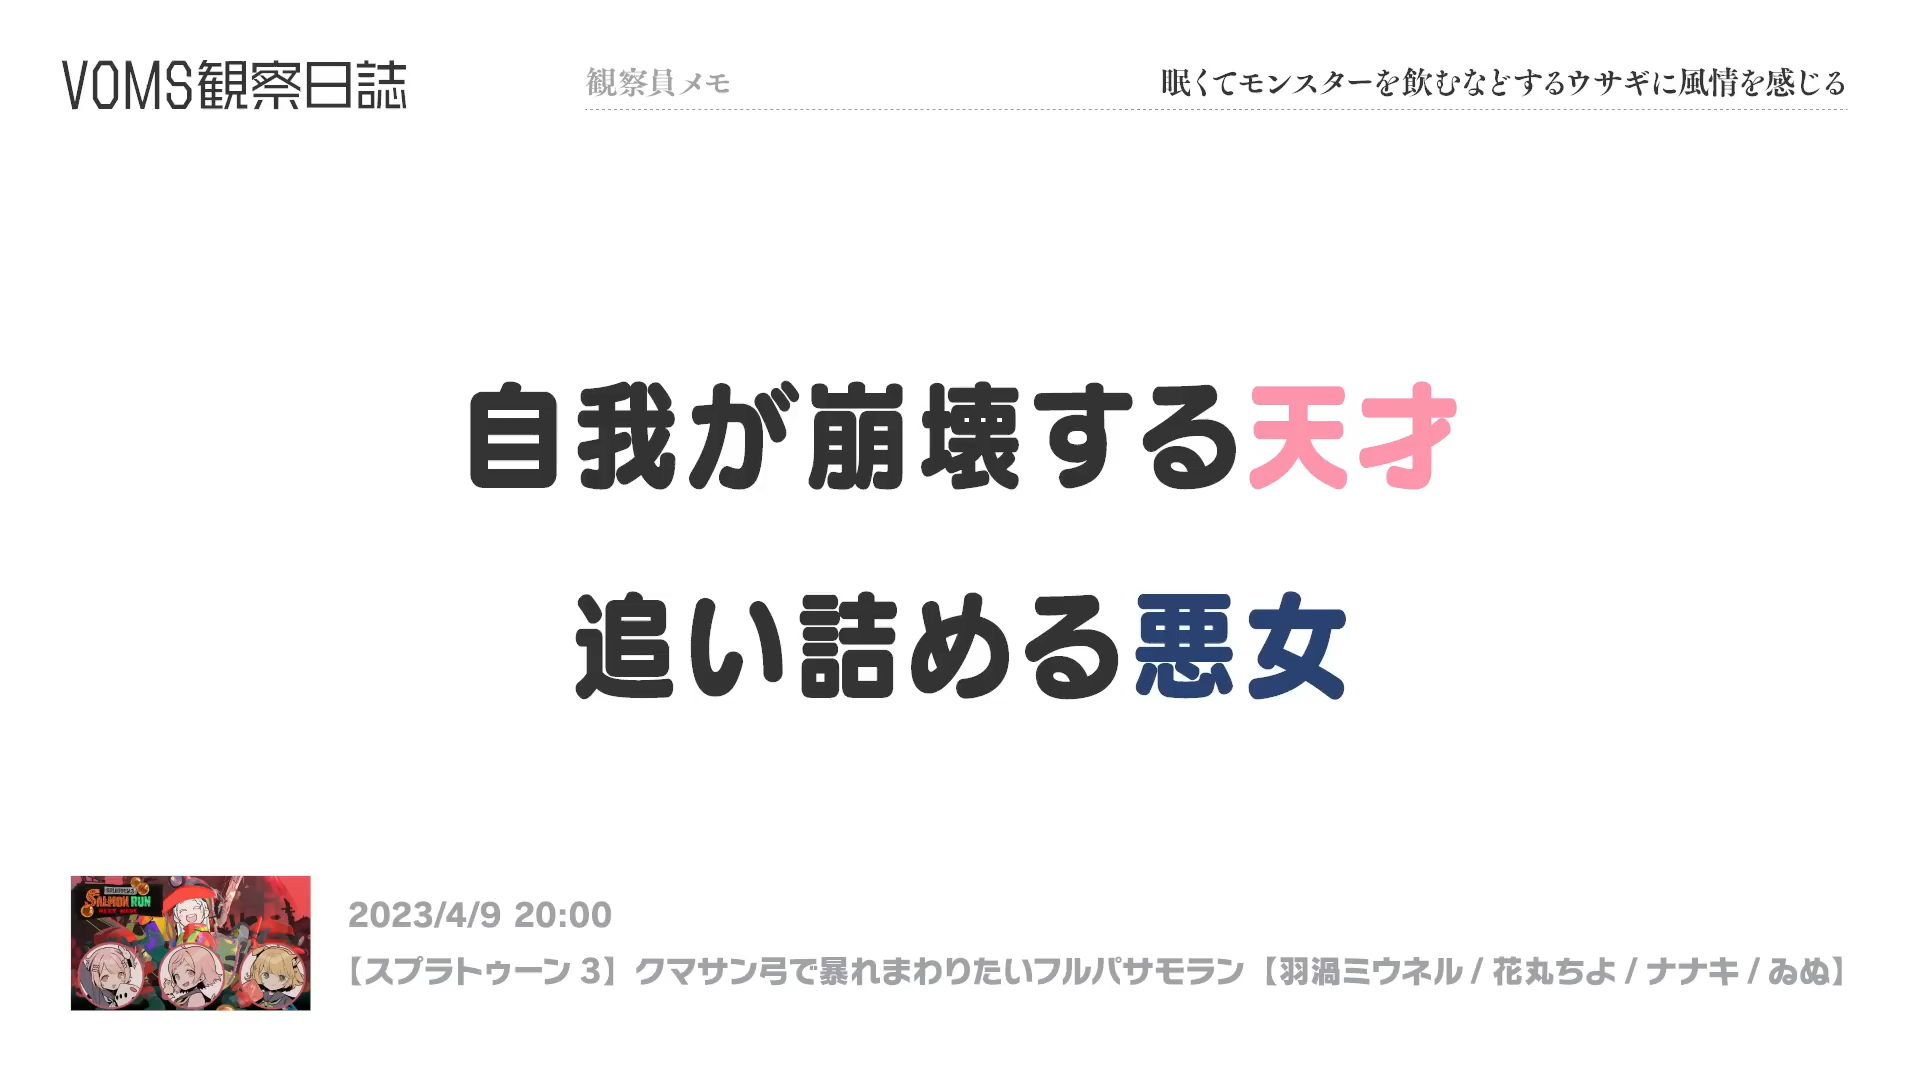 VOMS観察日誌
観察員メモ
眠くてモンスターを飲むなどするウサギに風情を感じる
自我が崩壊する天才
追い詰める悪女
SALMON RUN
NEXT WAVE
2023/4/9 20:00
【スプラトゥーン3】クマサン弓で暴れまわりたいフルパサモラン【羽渦ミウネル/花丸ちよ/ナナキ/ゐぬ】